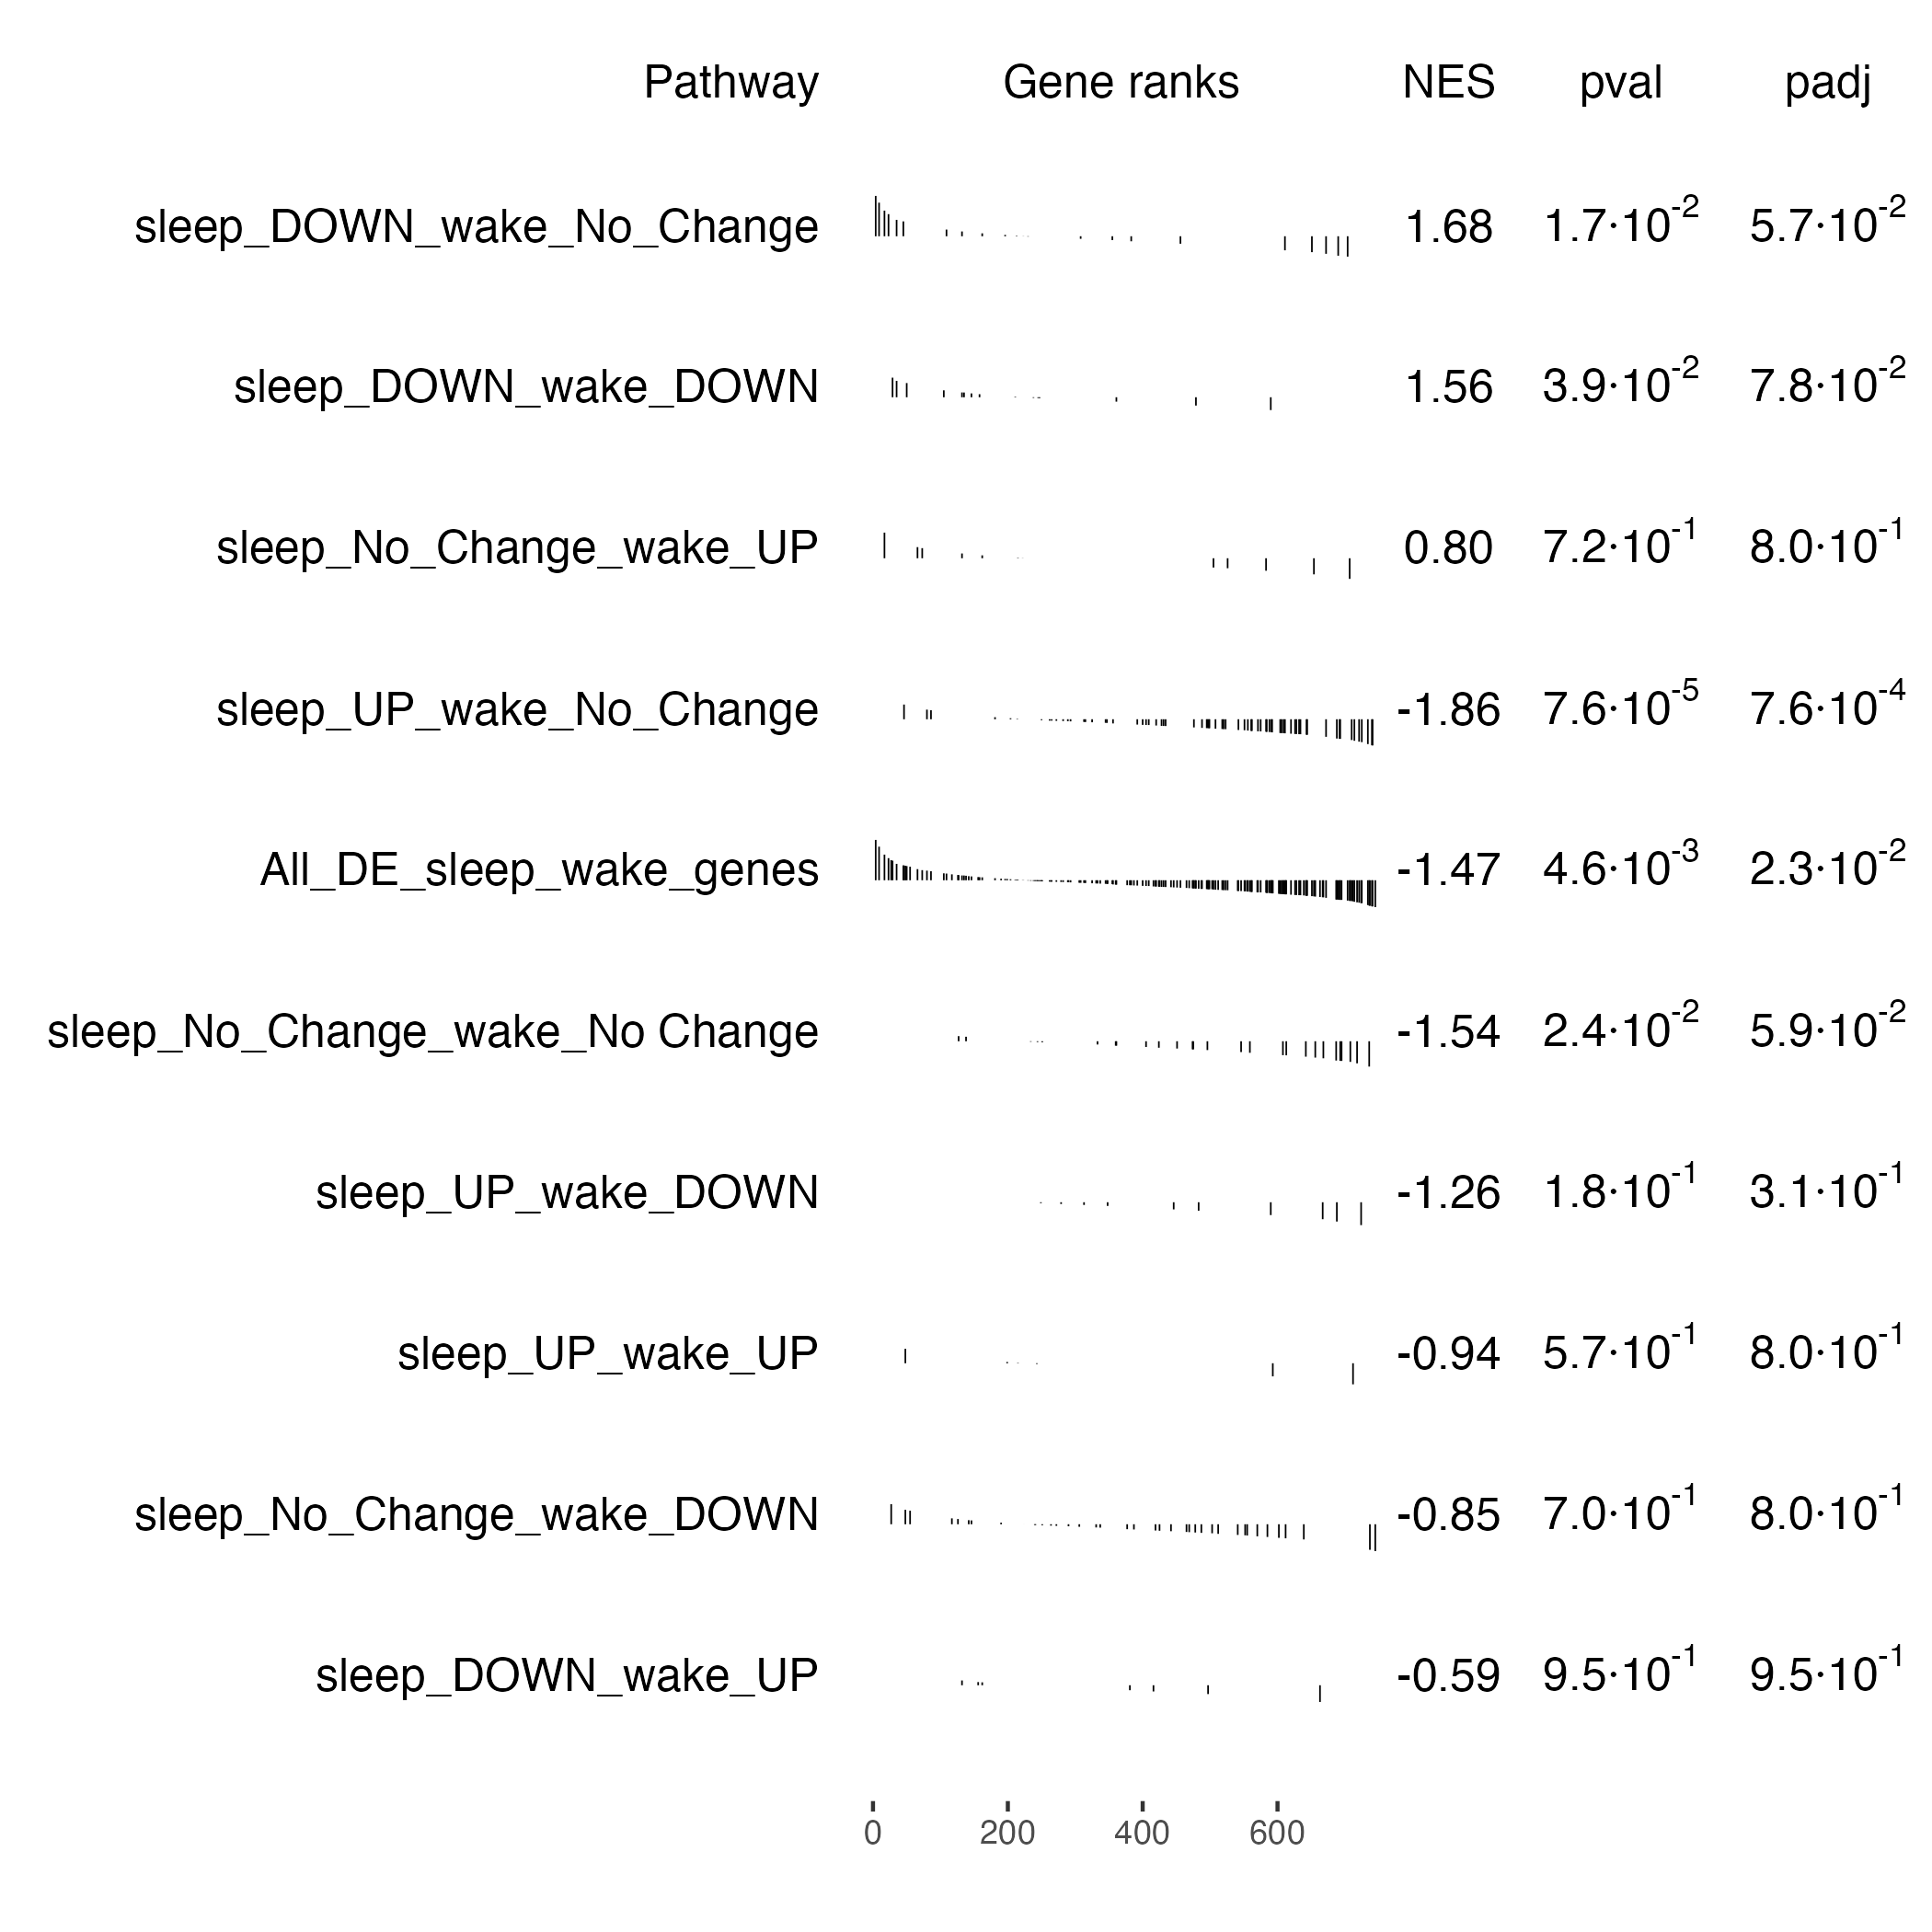 Pathway Gene ranks NES pval padj
sleep_DOWN_wake_No_Change 1.68 1.7·10⁻² 5.7·10⁻²
sleep_DOWN_wake_DOWN 1.56 3.9·10⁻² 7.8·10⁻²
sleep_No_Change_wake_UP 0.80 7.2·10⁻¹ 8.0·10⁻¹
sleep_UP_wake_No_Change -1.86 7.6·10⁻⁵ 7.6·10⁻⁴
All_DE_sleep_wake_genes -1.47 4.6·10⁻³ 2.3·10⁻²
sleep_No_Change_wake_No Change -1.54 2.4·10⁻² 5.9·10⁻²
sleep_UP_wake_DOWN -1.26 1.8·10⁻¹ 3.1·10⁻¹
sleep_UP_wake_UP -0.94 5.7·10⁻¹ 8.0·10⁻¹
sleep_No_Change_wake_DOWN -0.85 7.0·10⁻¹ 8.0·10⁻¹
sleep_DOWN_wake_UP -0.59 9.5·10⁻¹ 9.5·10⁻¹
0 200 400 600